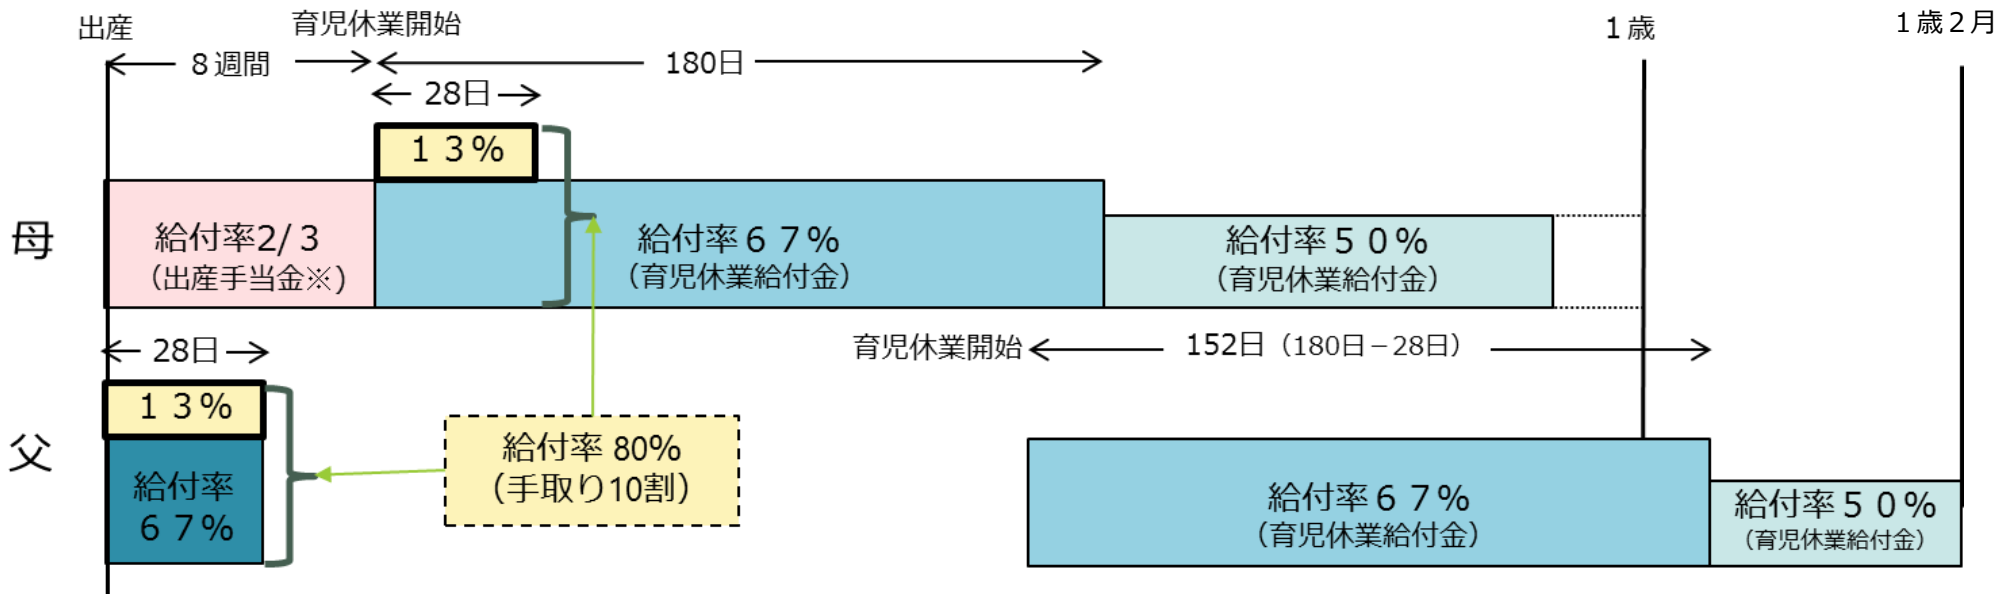 出産
育児休業開始
1歳
1歳2月
8週間
180日
28日
13%
母
給付率2/3
（出産手当金※）
給付率67%
（育児休業給付金）
給付率50%
（育児休業給付金）
28日
育児休業開始
152日（180日－28日）
父
13%
給付率
67%
給付率 80%
（手取り10割）
給付率67%
（育児休業給付金）
給付率50%
（育児休業給付金）